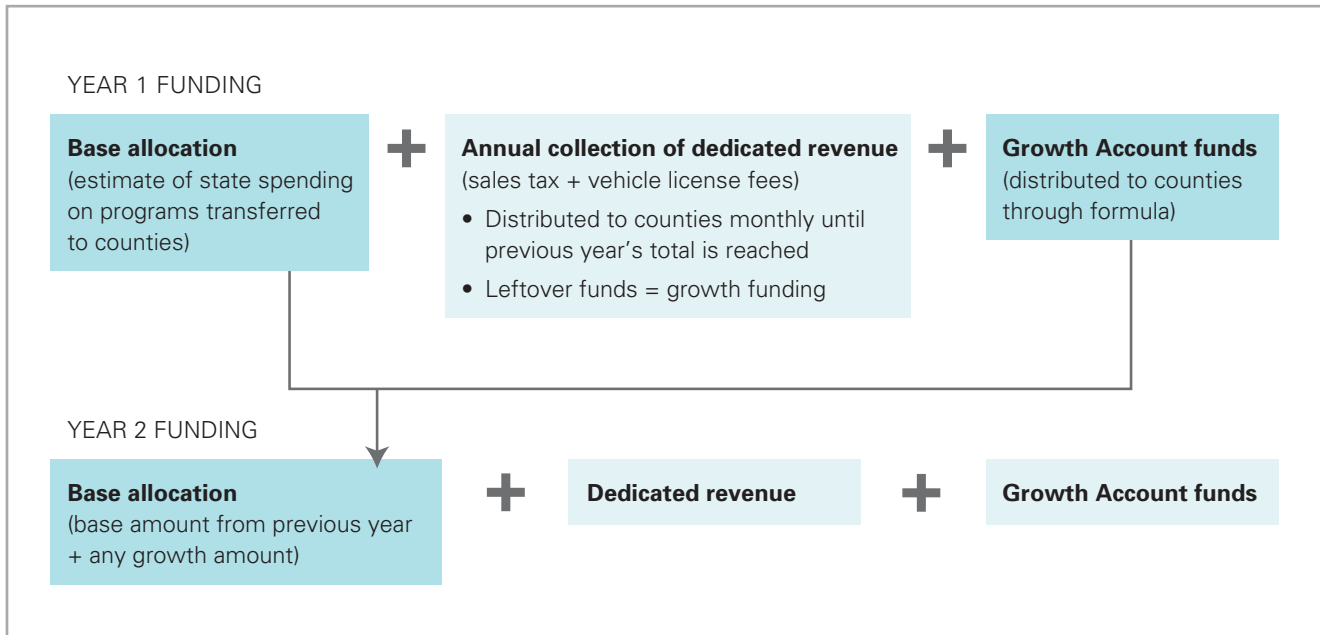 YEAR 1 FUNDING
Base allocation
(estimate of state spending
on programs transferred
to counties)
+
Annual collection of dedicated revenue
(sales tax + vehicle license fees)
• Distributed to counties monthly until
previous year's total is reached
• Leftover funds = growth funding
+
Growth Account funds
(distributed to counties
through formula)
YEAR 2 FUNDING
Base allocation
(base amount from previous year
+ any growth amount)
+
Dedicated revenue
+
Growth Account funds